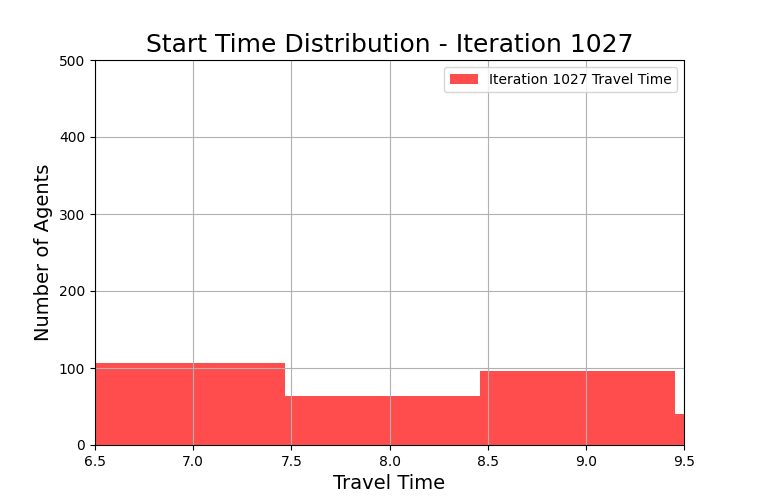 Start Time Distribution - Iteration 1027
500
400
300
200
100
0
Number of Agents
Iteration 1027 Travel Time
6.5 7.0 7.5 8.0 8.5 9.0 9.5
Travel Time